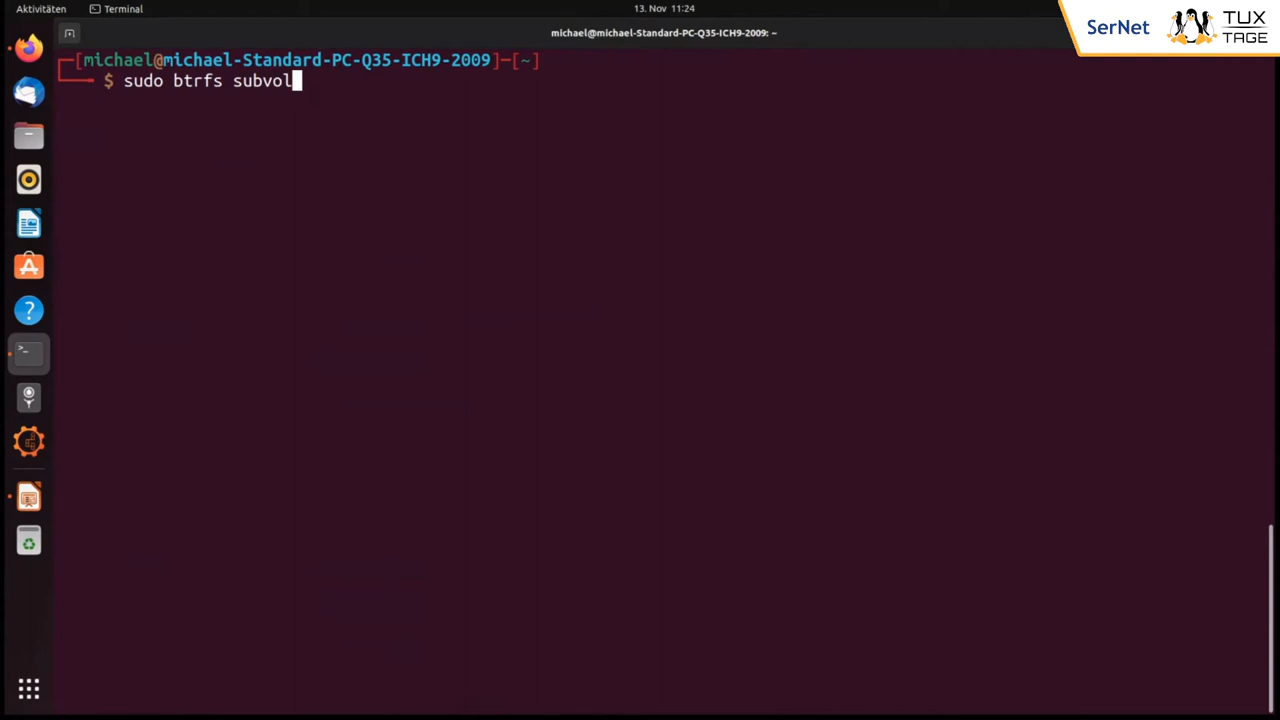 Aktivitäten
Terminal
13. Nov 11:24
SerNet
TUX
TAGE
michael@michael-Standard-PC-Q35-ICH9-2009: ~
[michael@michael-Standard-PC-Q35-ICH9-2009]─[~]
$ sudo btrfs subvol